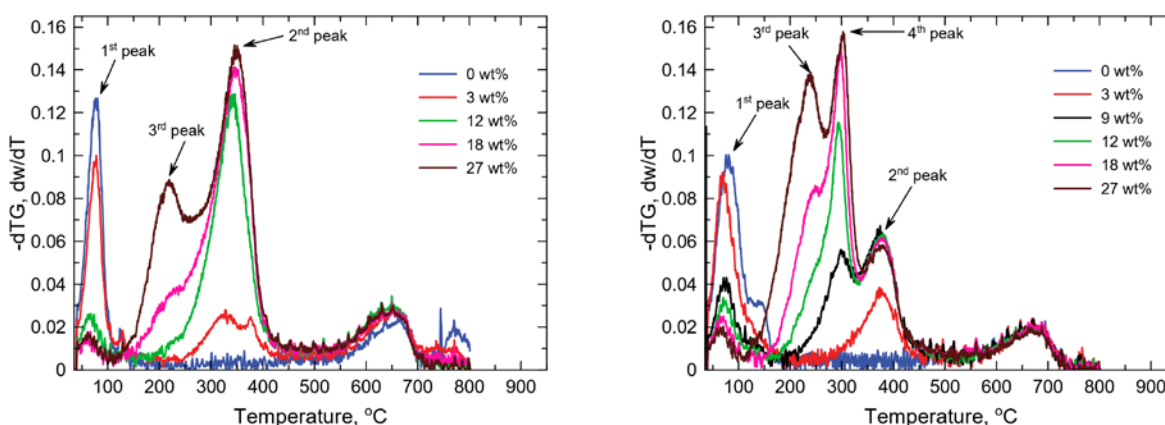 0.16
0.14
0.12
0.1
0.08
0.06
0.04
0.02
0
-dTG, dw/dT
1st peak
2nd peak
3rd peak
0 wt%
3 wt%
12 wt%
18 wt%
27 wt%
100 200 300 400 500 600 700 800 900
Temperature, oC
0.16
0.14
0.12
0.1
0.08
0.06
0.04
0.02
0
-dTG, dw/dT
3rd peak
4th peak
1st peak
2nd peak
0 wt%
3 wt%
9 wt%
12 wt%
18 wt%
27 wt%
100 200 300 400 500 600 700 800 900
Temperature, oC